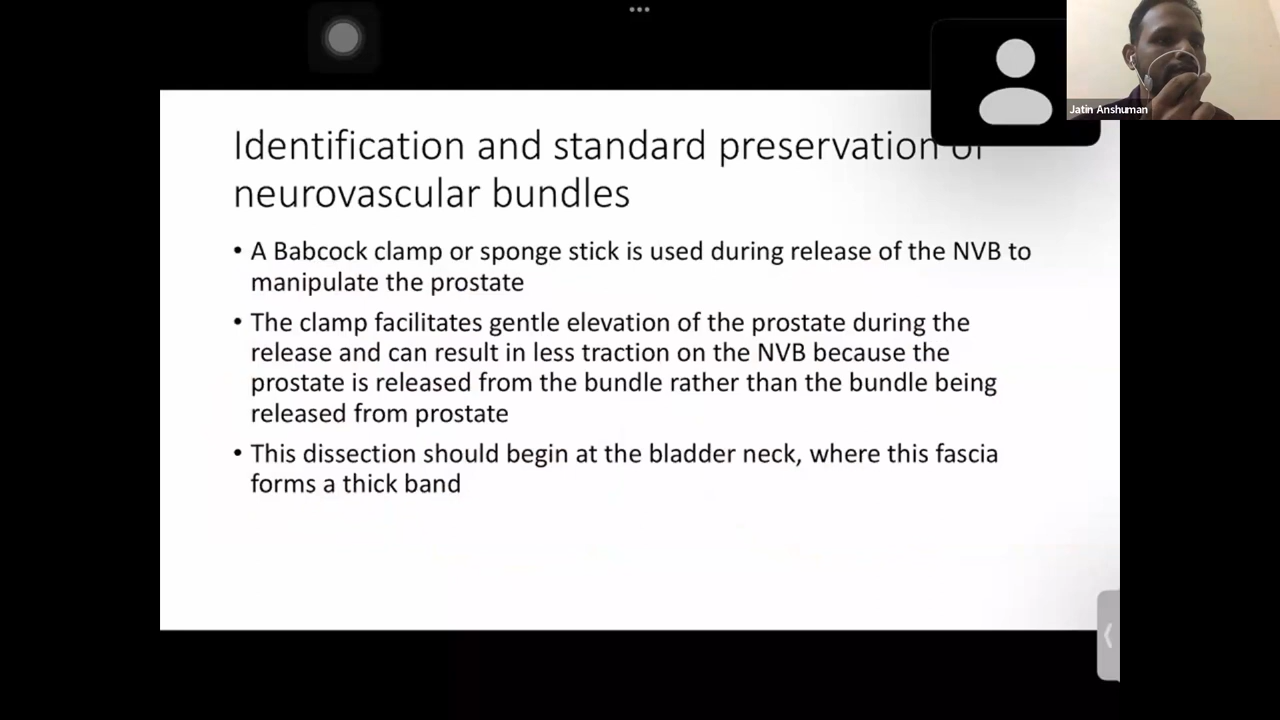 Jatin Anshuman
Identification and standard preservation of
neurovascular bundles
• A Babcock clamp or sponge stick is used during release of the NVB to
manipulate the prostate
• The clamp facilitates gentle elevation of the prostate during the
release and can result in less traction on the NVB because the
prostate is released from the bundle rather than the bundle being
released from prostate
• This dissection should begin at the bladder neck, where this fascia
forms a thick band